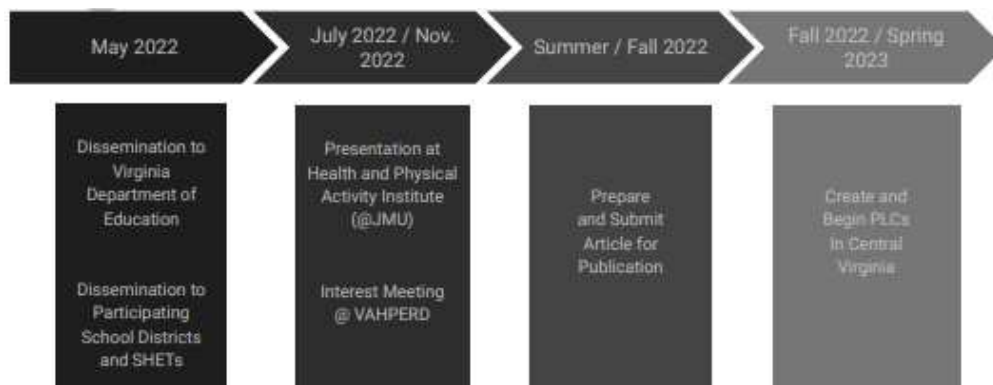 May 2022
July 2022 / Nov.
2022
Summer / Fall 2022
Fall 2022 / Spring
2023
Dissemination to
Virginia
Department of
Education
Dissemination to
Participating
School Districts
and SHETs
Presentation at
Health and Physical
Activity Institute
(@JMU)
Interest Meeting
@ VAHPERD
Prepare
and Submit
Article for
Publication
Create and
Begin PLCs
In Central
Virginia